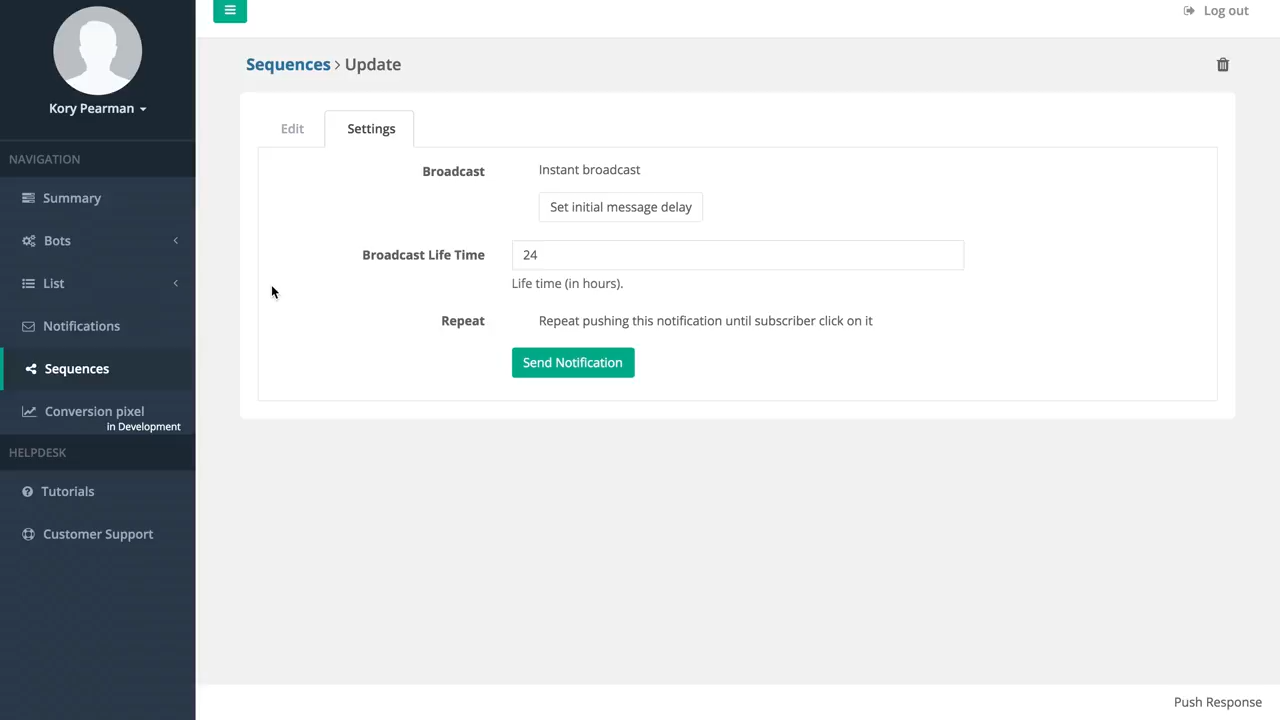 Kory Pearman
NAVIGATION
Summary
Bots
List
Notifications
Sequences
Conversion pixel
in Development
HELPDESK
Tutorials
Customer Support
Log out
Sequences > Update
Edit
Settings
Broadcast
Instant broadcast
Set initial message delay
Broadcast Life Time
24
Life time (in hours).
Repeat
Repeat pushing this notification until subscriber click on it
Send Notification
Push Response